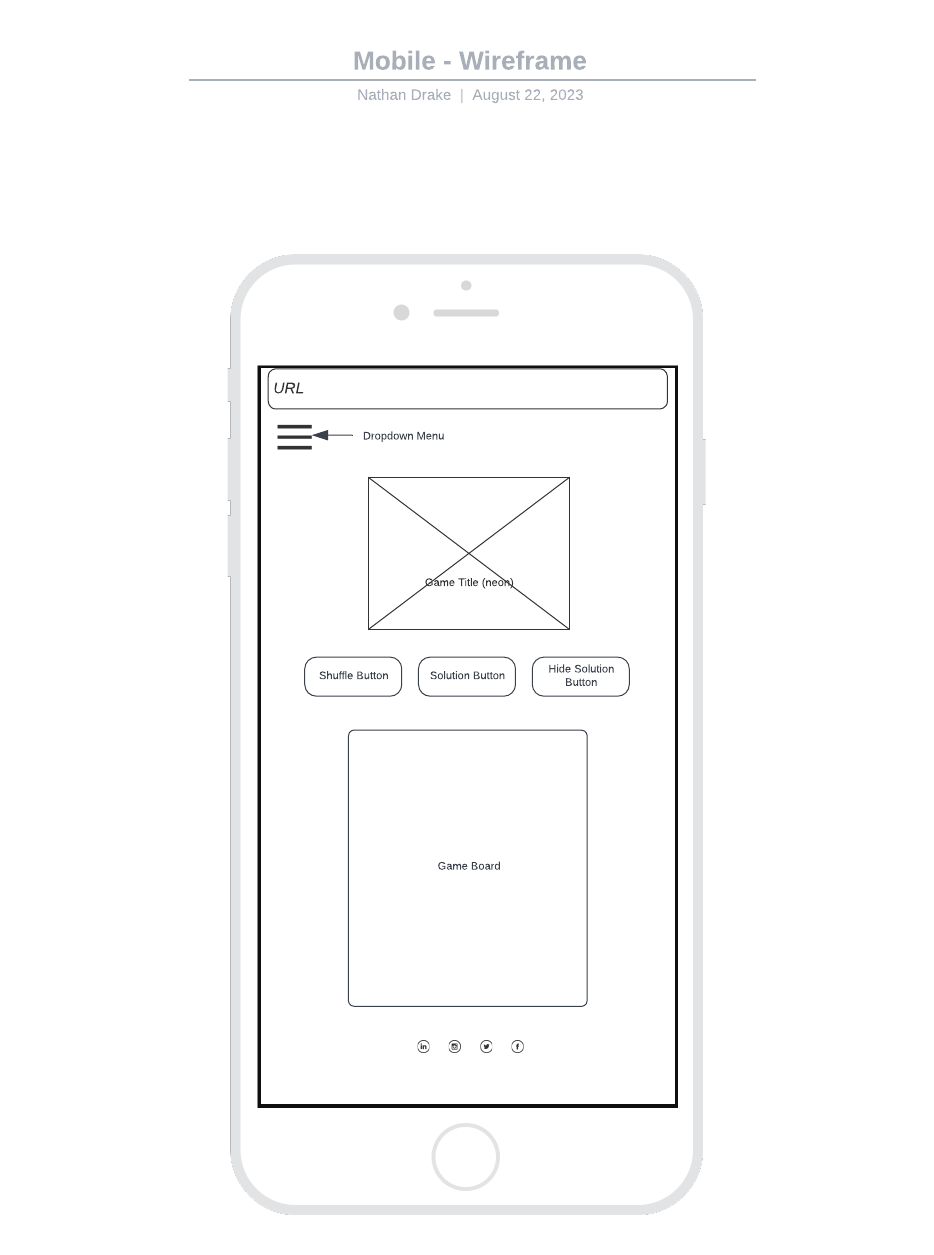 Mobile - Wireframe
Nathan Drake | August 22, 2023
URL
Dropdown Menu
Game Title (neon)
Shuffle Button
Solution Button
Hide Solution
Button
Game Board
in
f